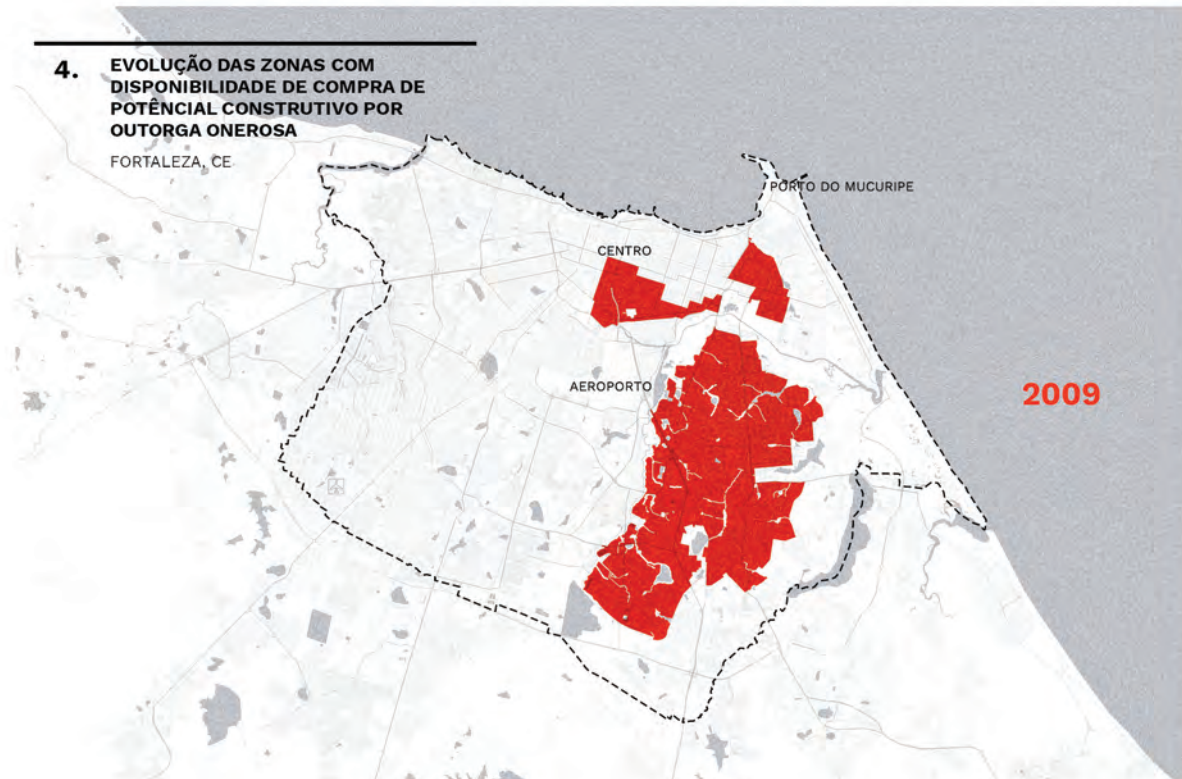 4. EVOLUÇÃO DAS ZONAS COM
DISPONIBILIDADE DE COMPRA DE
POTÊNCIAL CONSTRUTIVO POR
OUTORGA ONEROSA
FORTALEZA, CE
PORTO DO MUCURIPE
CENTRO
AEROPORTO
2009